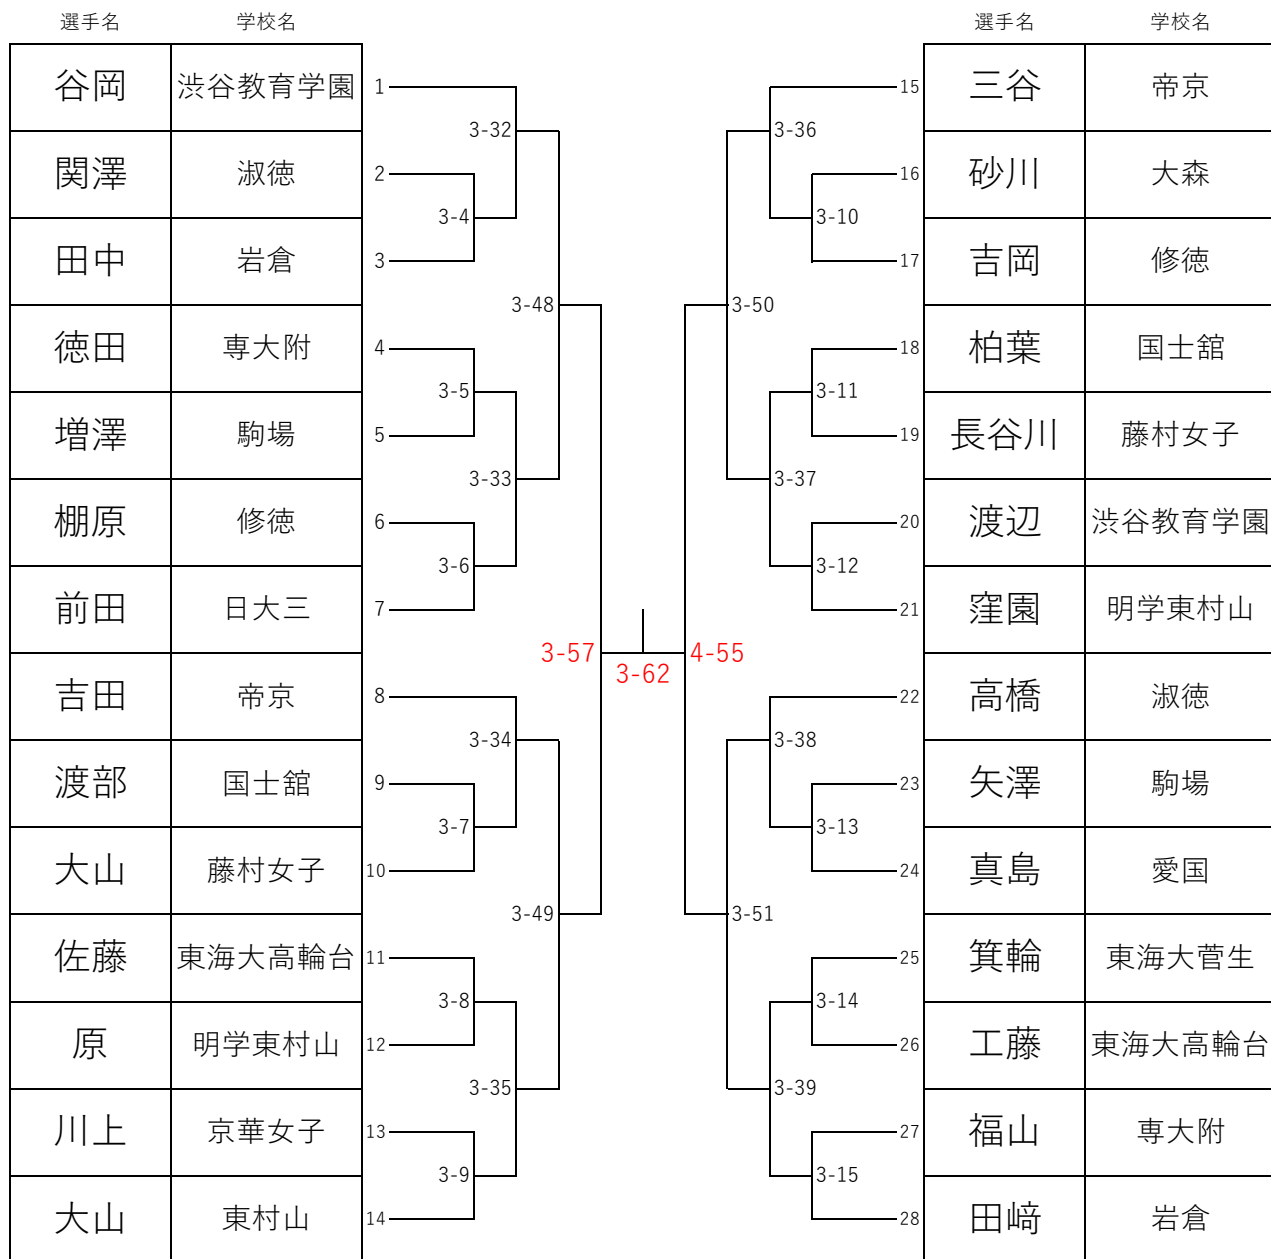 選手名 学校名 選手名 学校名
谷岡 渋谷教育学園 1 15 三谷 帝京
3-32 3-36
関澤 淑徳 2 16 砂川 大森
3-4 3-10
田中 岩倉 3 17 吉岡 修徳
3-48 3-50
徳田 専大附 4 18 柏葉 国士舘
3-5 3-11
増澤 駒場 5 19 長谷川 藤村女子
3-33 3-37
棚原 修徳 6 20 渡辺 渋谷教育学園
3-6 3-12
前田 日大三 7 21 窪園 明学東村山
3-57 4-55
3-62
吉田 帝京 8 22 高橋 淑徳
3-34 3-38
渡部 国士舘 9 23 矢澤 駒場
3-7 3-13
大山 藤村女子 10 24 真島 愛国
3-49 3-51
佐藤 東海大高輪台 11 25 箕輪 東海大菅生
3-8 3-14
原 明学東村山 12 26 工藤 東海大高輪台
3-35 3-39
川上 京華女子 13 27 福山 専大附
3-9 3-15
大山 東村山 14 28 田﨑 岩倉